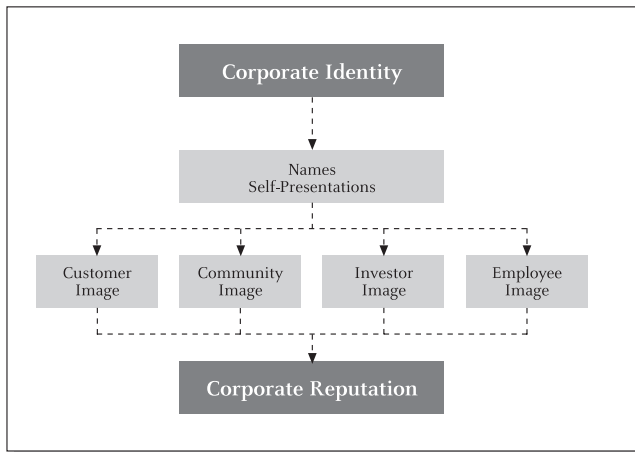 Corporate Identity
Names
Self-Presentations
Customer
Image
Community
Image
Investor
Image
Employee
Image
Corporate Reputation